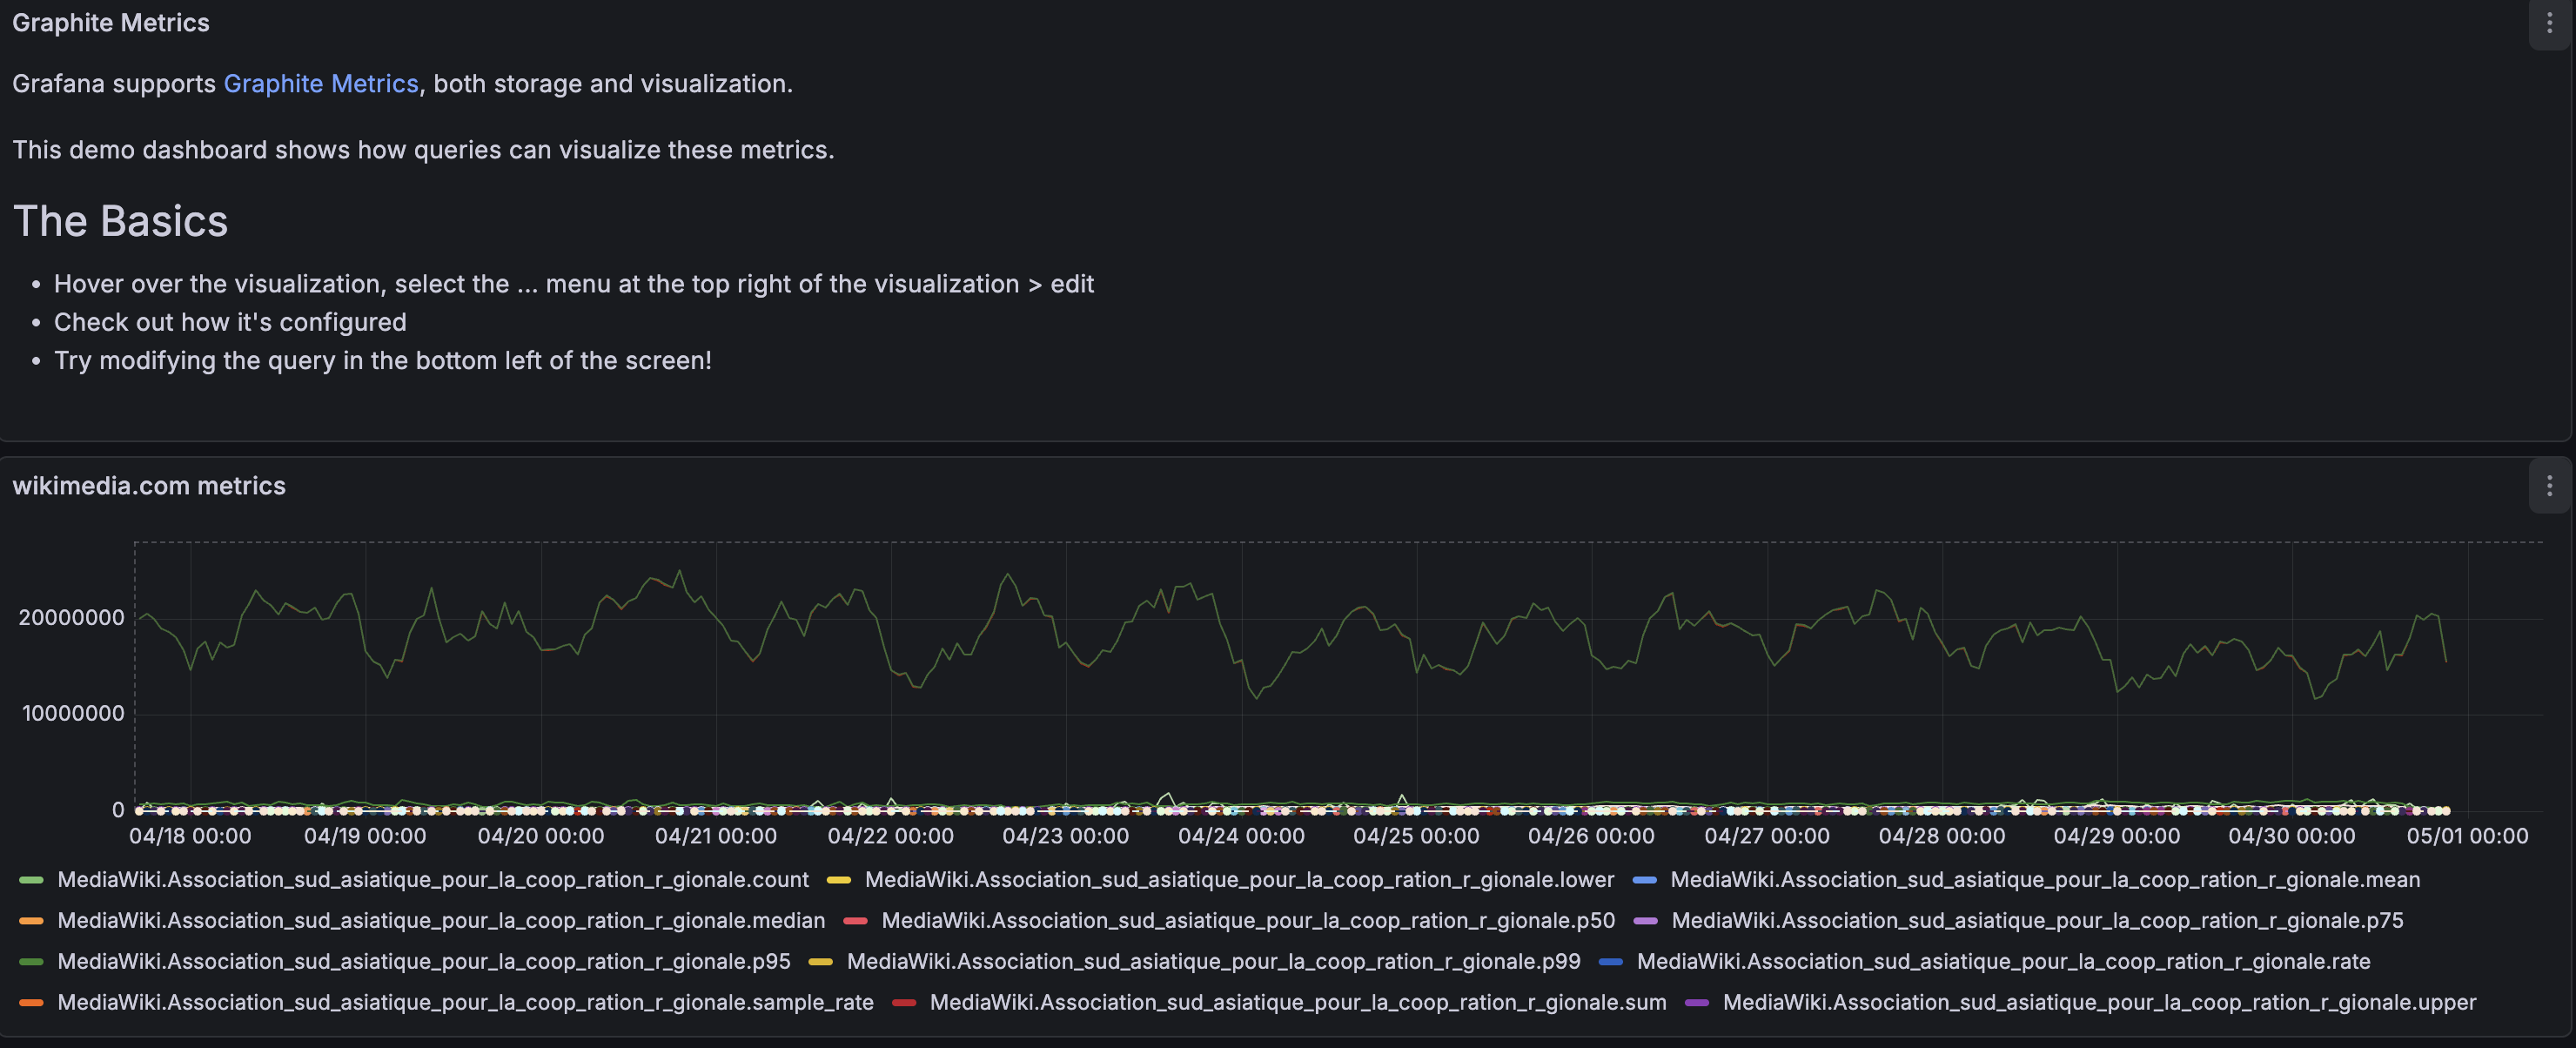 Graphite Metrics
Grafana supports Graphite Metrics, both storage and visualization.
This demo dashboard shows how queries can visualize these metrics.
The Basics
• Hover over the visualization, select the ... menu at the top right of the visualization > edit
• Check out how it's configured
• Try modifying the query in the bottom left of the screen!
wikimedia.com metrics
20000000
10000000
0
04/18 00:00 04/19 00:00 04/20 00:00 04/21 00:00 04/22 00:00 04/23 00:00 04/24 00:00 04/25 00:00 04/26 00:00 04/27 00:00 04/28 00:00 04/29 00:00 04/30 00:00 05/01 00:00
MediaWiki.Association_sud_asiatique_pour_la_coop_ration_r_gionale.count MediaWiki.Association_sud_asiatique_pour_la_coop_ration_r_gionale.lower MediaWiki.Association_sud_asiatique_pour_la_coop_ration_r_gionale.mean
MediaWiki.Association_sud_asiatique_pour_la_coop_ration_r_gionale.median MediaWiki.Association_sud_asiatique_pour_la_coop_ration_r_gionale.p50 MediaWiki.Association_sud_asiatique_pour_la_coop_ration_r_gionale.p75
MediaWiki.Association_sud_asiatique_pour_la_coop_ration_r_gionale.p95 MediaWiki.Association_sud_asiatique_pour_la_coop_ration_r_gionale.p99 MediaWiki.Association_sud_asiatique_pour_la_coop_ration_r_gionale.rate
MediaWiki.Association_sud_asiatique_pour_la_coop_ration_r_gionale.sample_rate MediaWiki.Association_sud_asiatique_pour_la_coop_ration_r_gionale.sum MediaWiki.Association_sud_asiatique_pour_la_coop_ration_r_gionale.upper